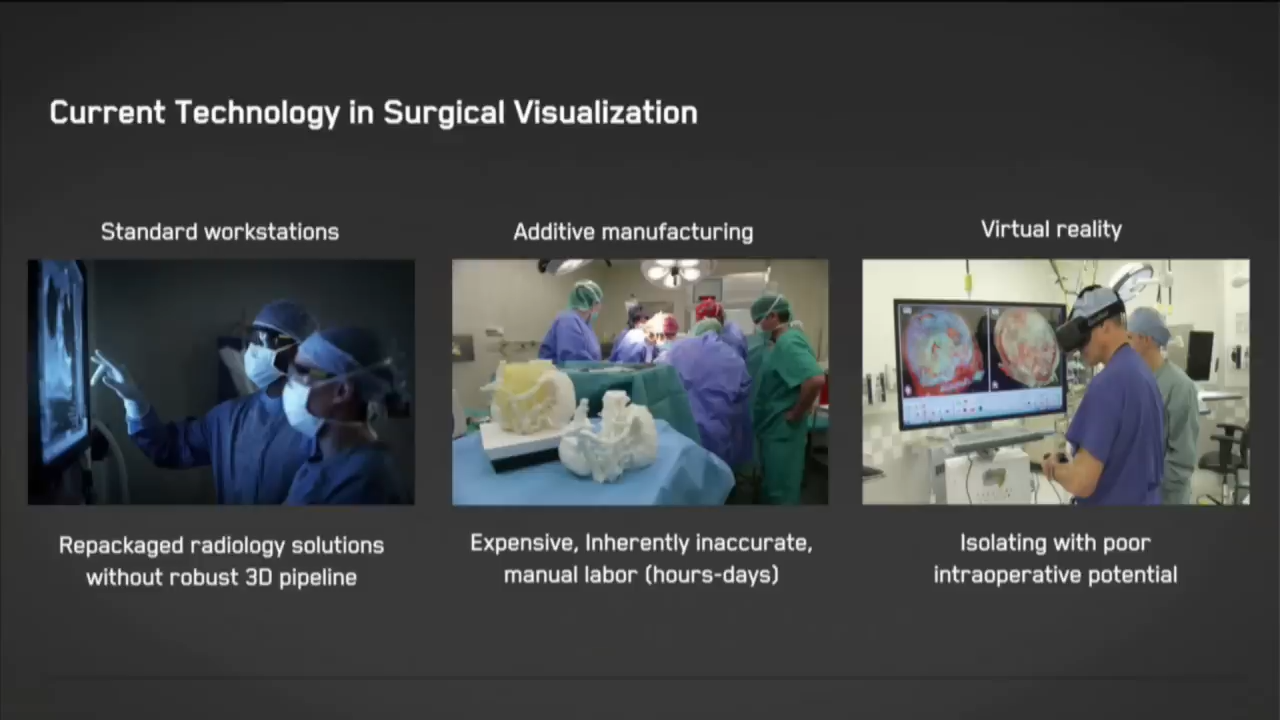 Current Technology in Surgical Visualization
Standard workstations
Additive manufacturing
Virtual reality
Repackaged radiology solutions
without robust 3D pipeline
Expensive, Inherently inaccurate,
manual labor (hours-days)
Isolating with poor
intraoperative potential